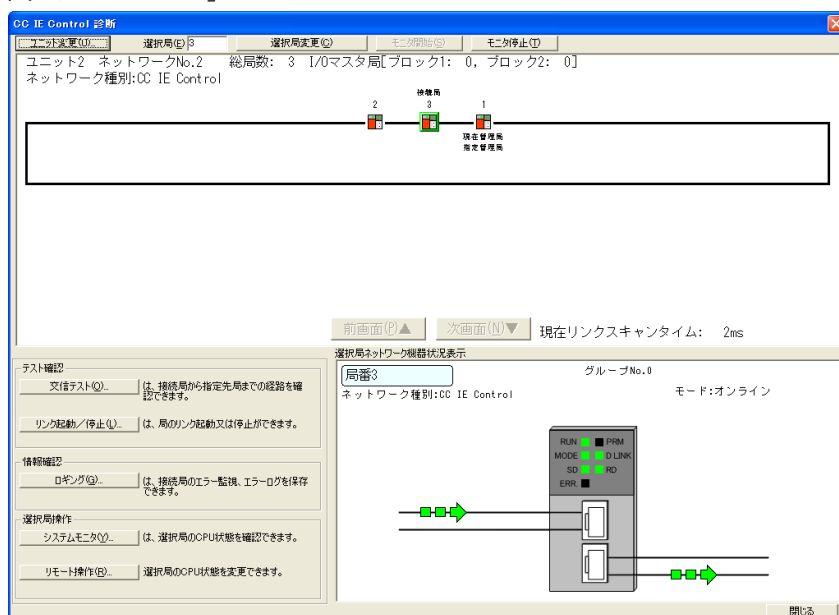 CC IE Control 診断
ユニット変更(U)... 選択局(E) 3 選択局変更(C) モニタ開始(S) モニタ停止(T)
ユニット2 ネットワークNo.2 総局数: 3 I/Oマスタ局[ブロック1: 0, ブロック2: 0]
ネットワーク種別:CC IE Control
接続局
2 3 1
現在管理局
指定管理局
前画面(P)▲ 次画面(N)▼ 現在リンクスキャンタイム: 2ms
テスト確認
交信テスト(O)... は、接続局から指定先局までの経路を確
認できます。
リンク起動/停止(L)... は、局のリンク起動又は停止ができます。
情報確認
ロギング(G)... は、接続局のエラー監視、エラーログを保存
できます。
選択局操作
システムモニタ(Y)... は、選択局のCPU状態を確認できます。
リモート操作(R)... 選択局のCPU状態を変更できます。
選択局ネットワーク機器状況表示
局番3 グループNo.0
ネットワーク種別:CC IE Control モード:オンライン
RUN PRM
MODE D LINK
SD RD
ERR.
閉じる